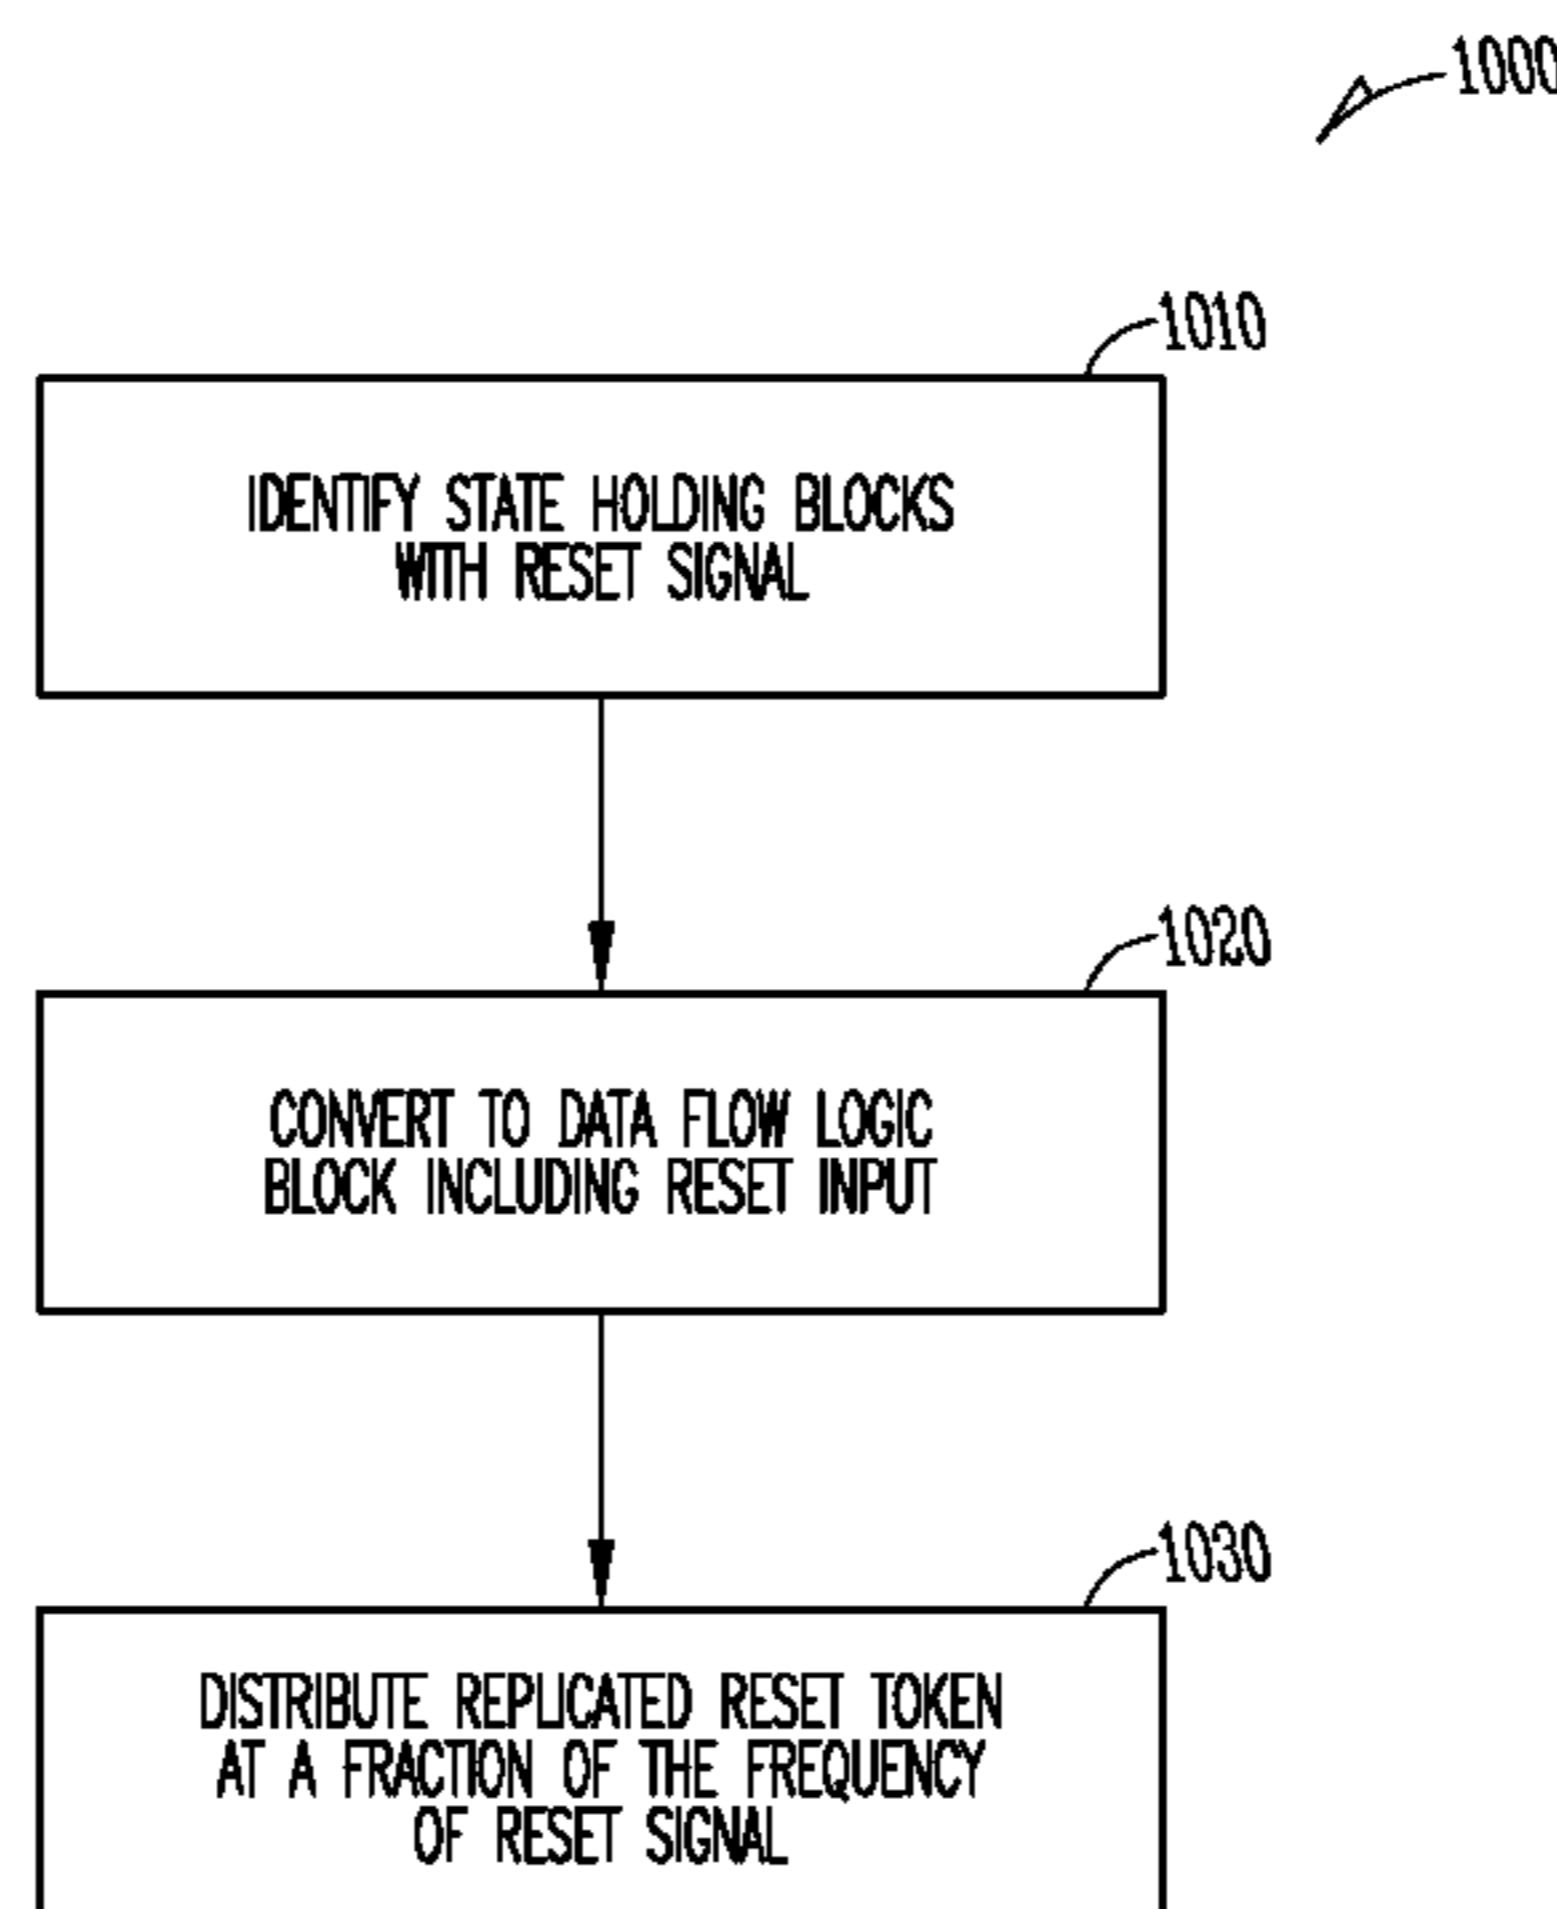 1000
1010
IDENTIFY STATE HOLDING BLOCKS
WITH RESET SIGNAL
1020
CONVERT TO DATA FLOW LOGIC
BLOCK INCLUDING RESET INPUT
1030
DISTRIBUTE REPLICATED RESET TOKEN
AT A FRACTION OF THE FREQUENCY
OF RESET SIGNAL